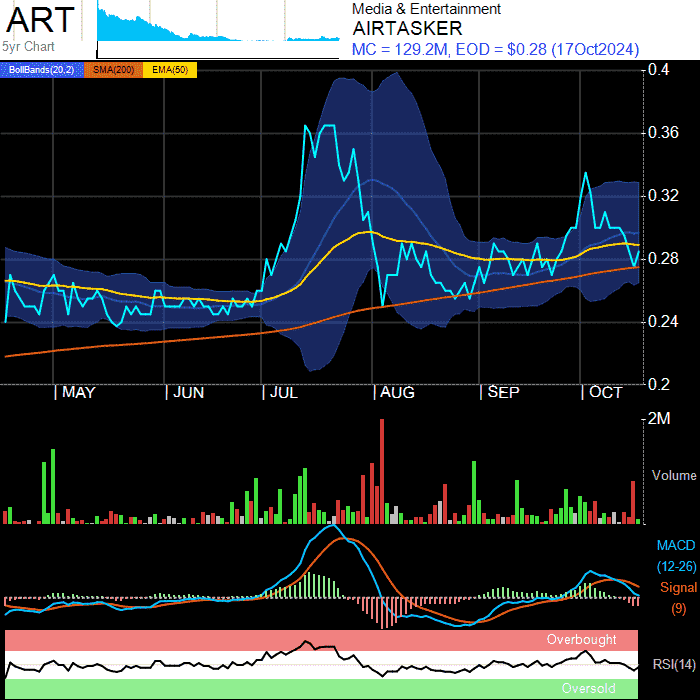 ART
5yr Chart
Media & Entertainment
AIRTASKER
MC = 129.2M, EOD = $0.28 (17Oct2024)
BollBands(20,2) SMA(200) EMA(50)
0.4
0.36
0.32
0.28
0.24
0.2
MAY JUN JUL AUG SEP OCT
2M
Volume
MACD
(12-26)
Signal
(9)
Overbought
RSI(14)
Oversold